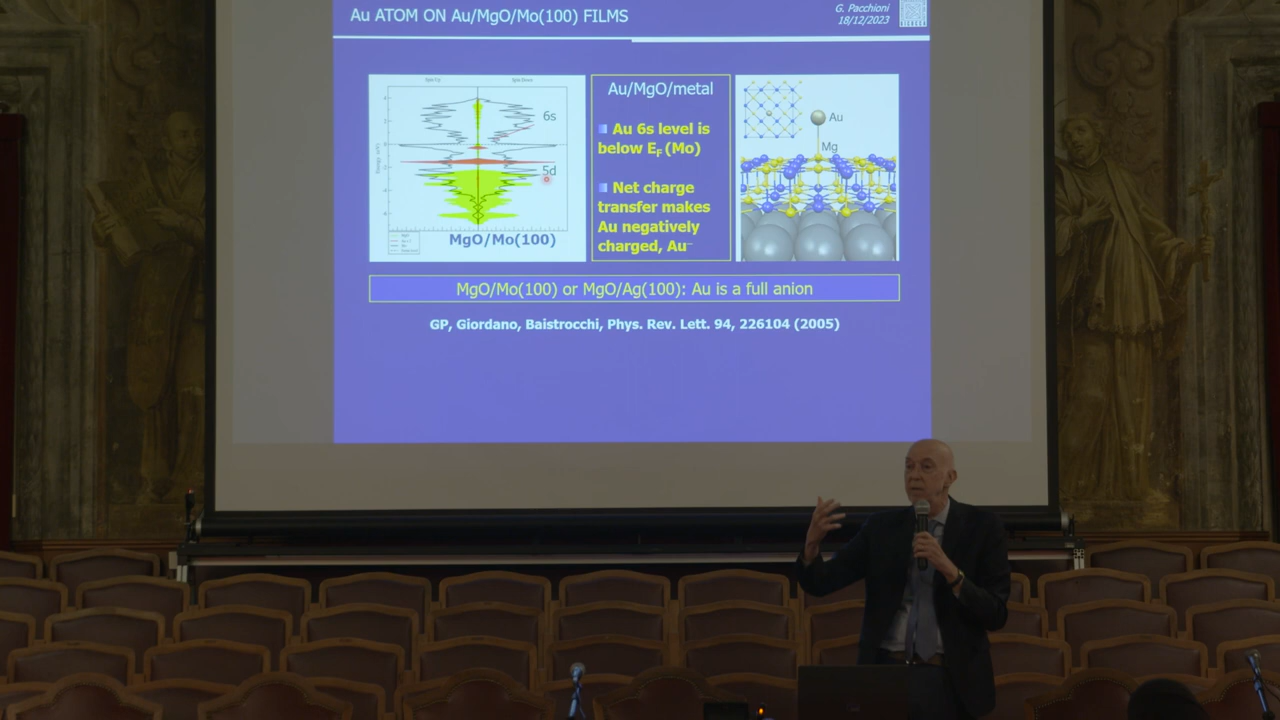 Au ATOM ON Au/MgO/Mo(100) FILMS
G. Pacchioni
18/12/2023
BICOCCA
6s
5d
MgO/Mo(100)
Au/MgO/metal
Au 6s level is
below EF (Mo)
Net charge
transfer makes
Au negatively
charged, Au⁻
Au
Mg
MgO/Mo(100) or MgO/Ag(100): Au is a full anion
GP, Giordano, Baistrocchi, Phys. Rev. Lett. 94, 226104 (2005)